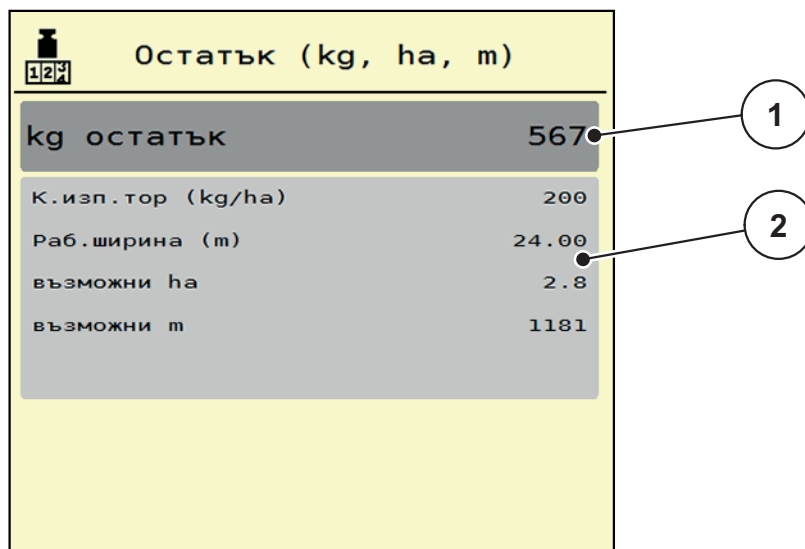 123
Остатък (kg, ha, m)
kg остатък 567
К.изп.тор (kg/ha) 200
Раб.ширина (m) 24.00
възможни ha 2.8
възможни m 1181
1
2